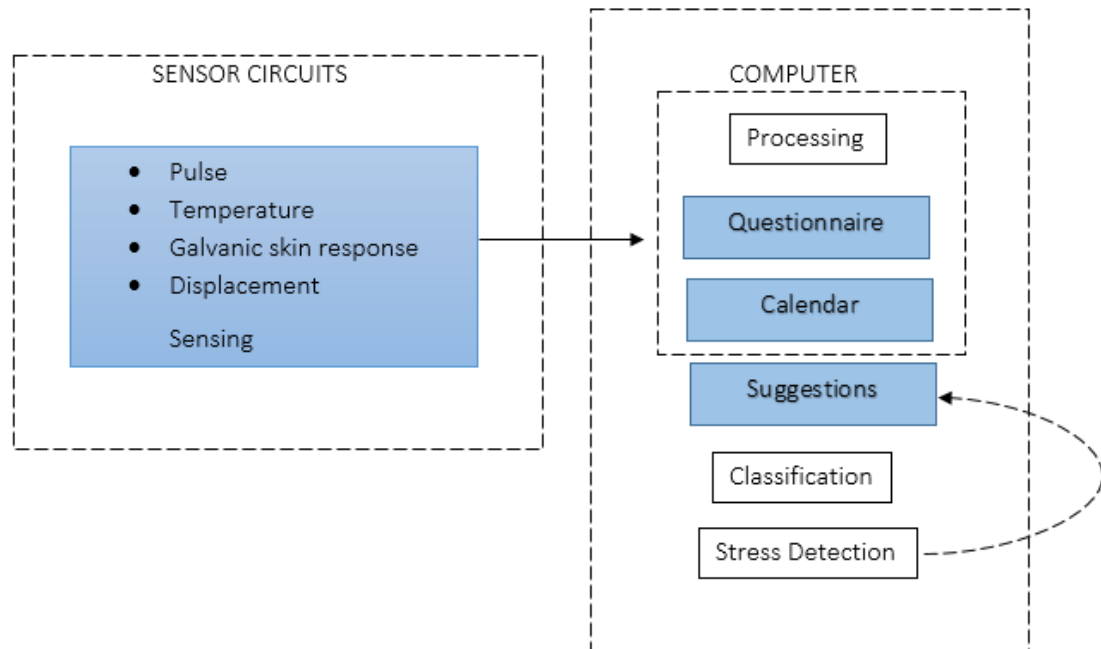 SENSOR CIRCUITS
• Pulse
• Temperature
• Galvanic skin response
• Displacement
Sensing
COMPUTER
Processing
Questionnaire
Calendar
Suggestions
Classification
Stress Detection